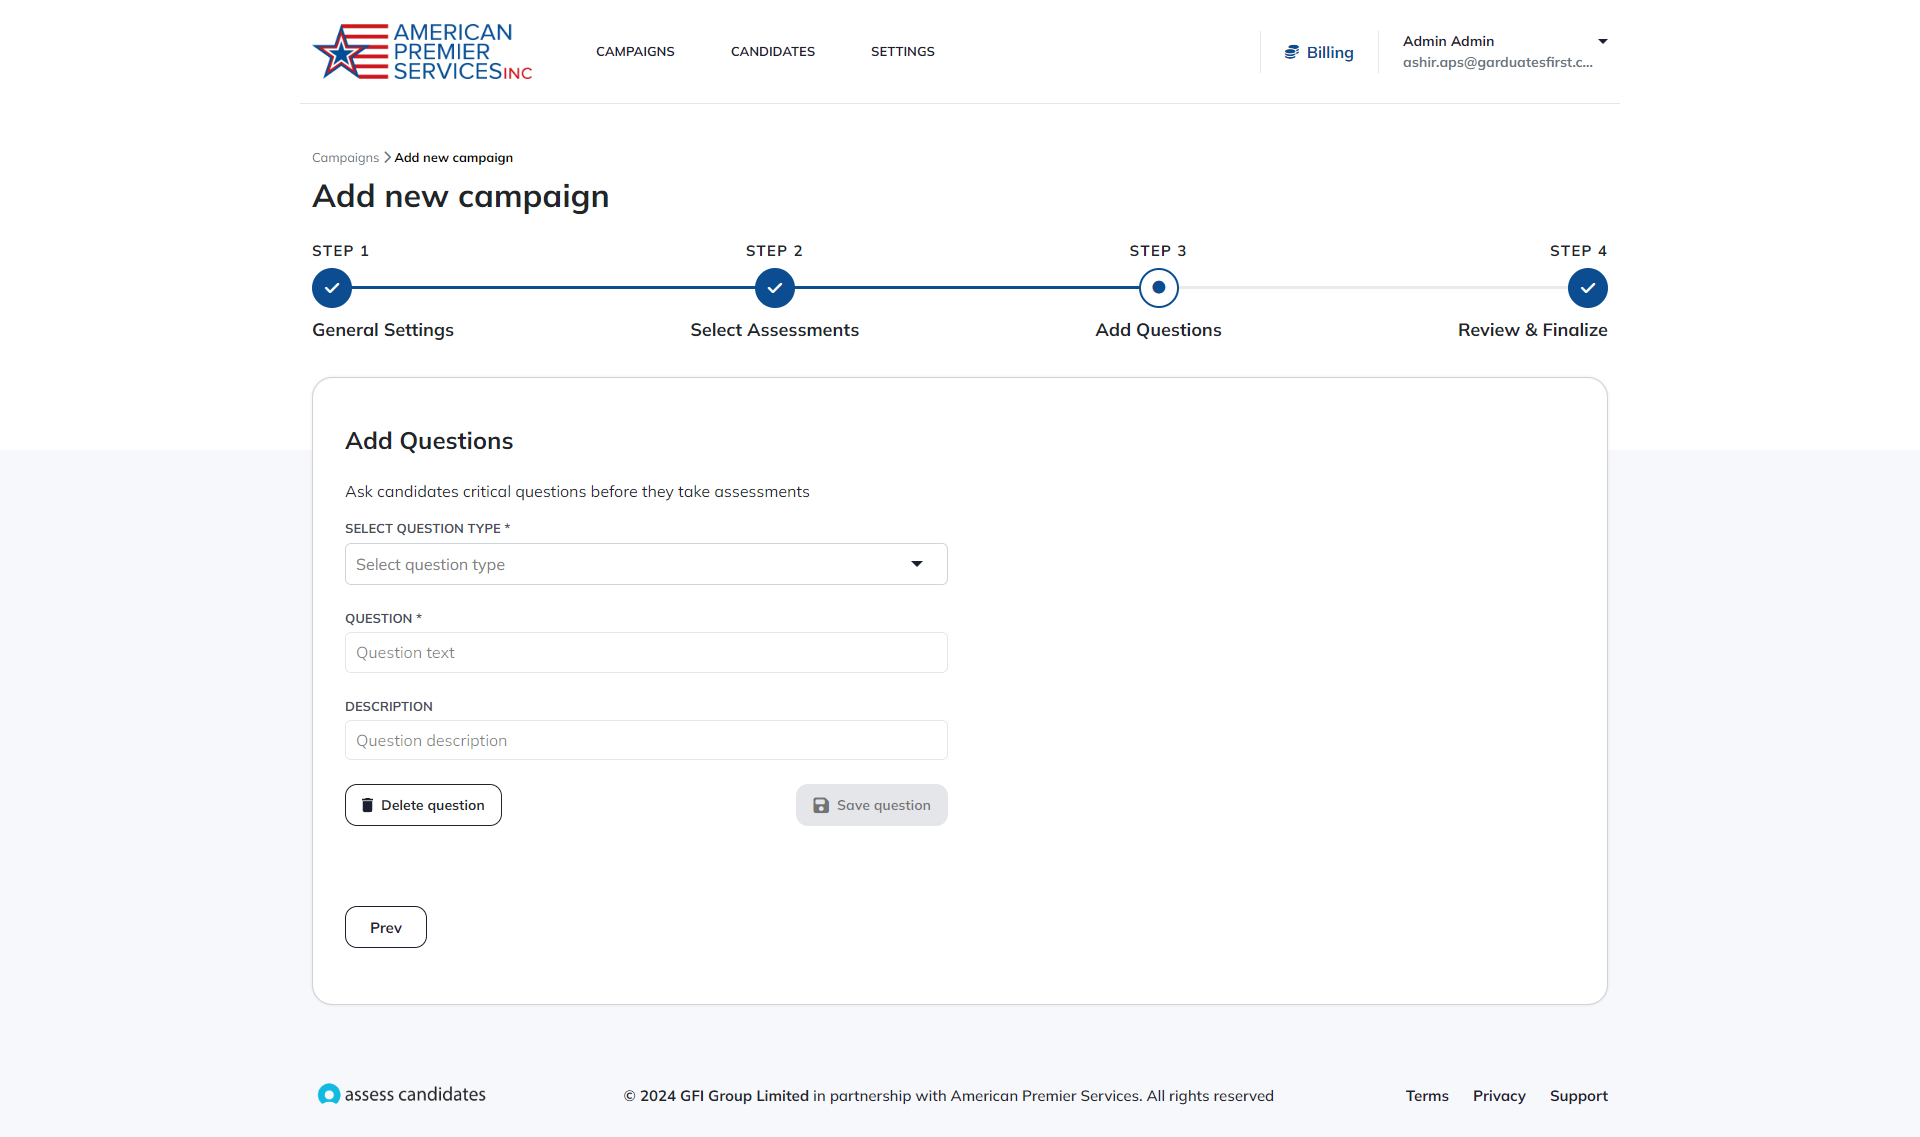 AMERICAN
PREMIER
SERVICESINC
CAMPAIGNS
CANDIDATES
SETTINGS
Billing
Admin Admin
ashir.aps@garduatesfirst.c...
Campaigns
Add new campaign
Add new campaign
STEP 1
STEP 2
STEP 3
STEP 4
General Settings
Select Assessments
Add Questions
Review & Finalize
Add Questions
Ask candidates critical questions before they take assessments
SELECT QUESTION TYPE *
Select question type
QUESTION *
Question text
DESCRIPTION
Question description
Delete question
Save question
Prev
assess candidates
© 2024 GFI Group Limited in partnership with American Premier Services. All rights reserved
Terms
Privacy
Support